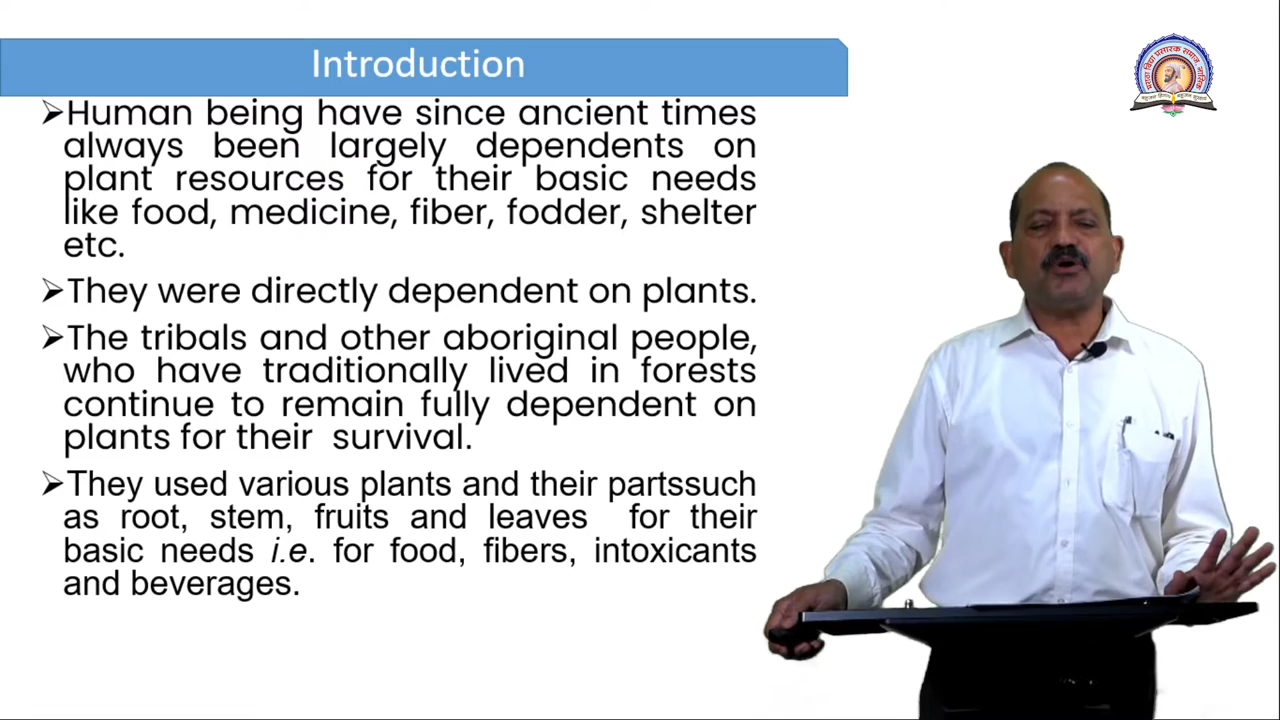 Introduction
➢Human being have since ancient times
always been largely dependents on
plant resources for their basic needs
like food, medicine, fiber, fodder, shelter
etc.
➢They were directly dependent on plants.
➢The tribals and other aboriginal people,
who have traditionally lived in forests
continue to remain fully dependent on
plants for their survival.
➢They used various plants and their partssuch
as root, stem, fruits and leaves for their
basic needs i.e. for food, fibers, intoxicants
and beverages.
मराठा विद्या प्रसारक समाज, नाशिक